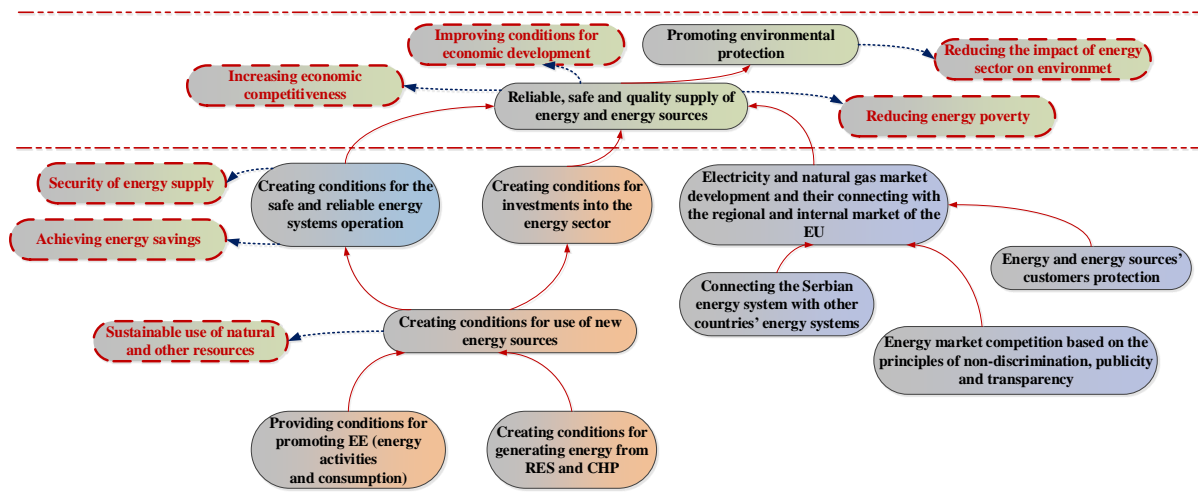 Improving conditions for
economic development
Promoting environmental
protection
Reducing the impact of energy
sector on environmet
Increasing economic
competitiveness
Reliable, safe and quality supply of
energy and energy sources
Reducing energy poverty
Security of energy supply
Achieving energy savings
Creating conditions for the
safe and reliable energy
systems operation
Creating conditions for
investments into the
energy sector
Electricity and natural gas market
development and their connecting with
the regional and internal market of the
EU
Energy and energy sources’
customers protection
Connecting the Serbian
energy system with other
countries’ energy systems
Sustainable use of natural
and other resources
Creating conditions for use of new
energy sources
Energy market competition based on the
principles of non-discrimination, publicity
and transparency
Providing conditions for
promoting EE (energy
activities
and consumption)
Creating conditions for
generating energy from
RES and CHP